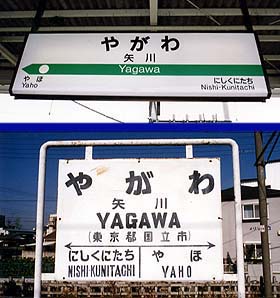 やがわ
矢川
Yagawa
やほ
Yaho
にしくにたち
Nishi-Kunitachi
やがわ
矢川
YAGAWA
(東京都国立市)
にしくにたち やほ
NISHI-KUNITACHI YAHO